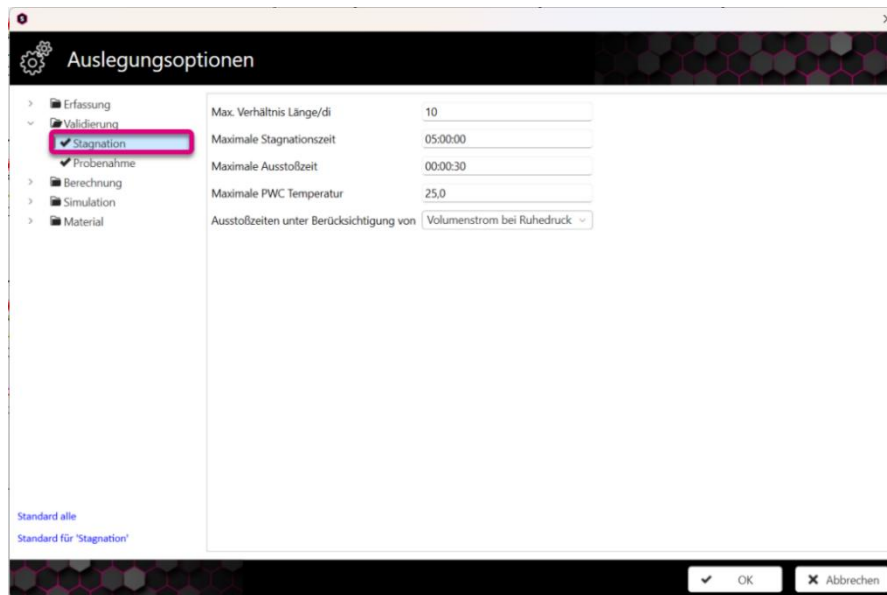 Auslegungsoptionen
Erfassung
Validierung
Stagnation
Probenahme
Berechnung
Simulation
Material
Max. Verhältnis Länge/di 10
Maximale Stagnationszeit 05:00:00
Maximale Ausstoßzeit 00:00:30
Maximale PWC Temperatur 25,0
Ausstoßzeiten unter Berücksichtigung von Volumenstrom bei Ruhedruck
Standard alle
Standard für 'Stagnation'
OK Abbrechen